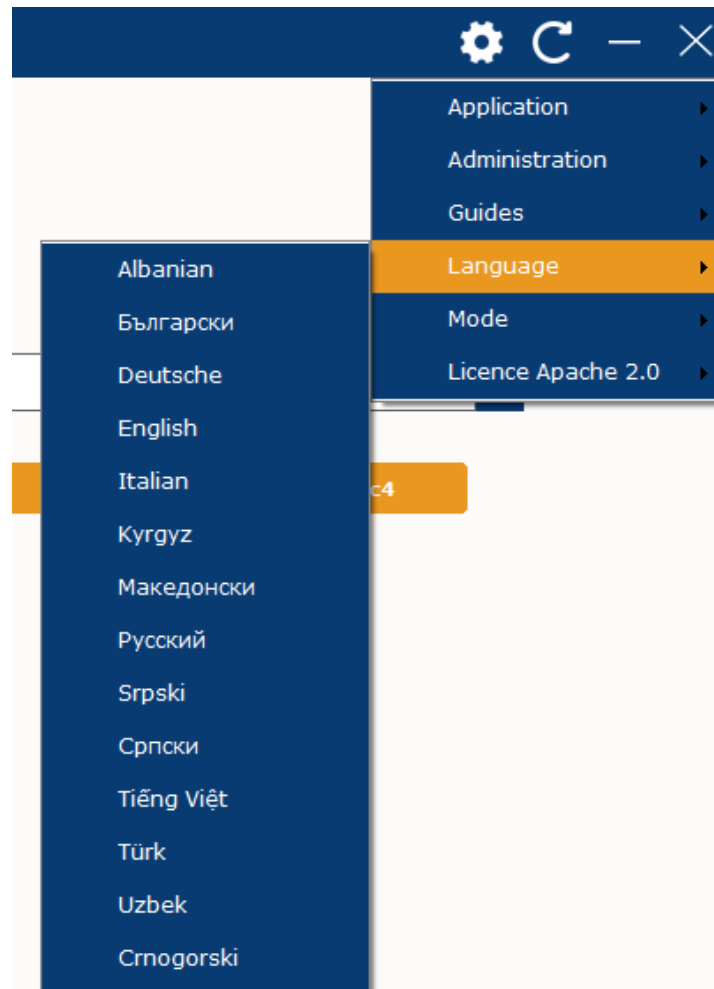 Application
Administration
Guides
Language
Mode
Licence Apache 2.0
Albanian
Български
Deutsche
English
Italian
Kyrgyz
Македонски
Русский
Srpski
Српски
Tiếng Việt
Türk
Uzbek
Crnogorski
c4